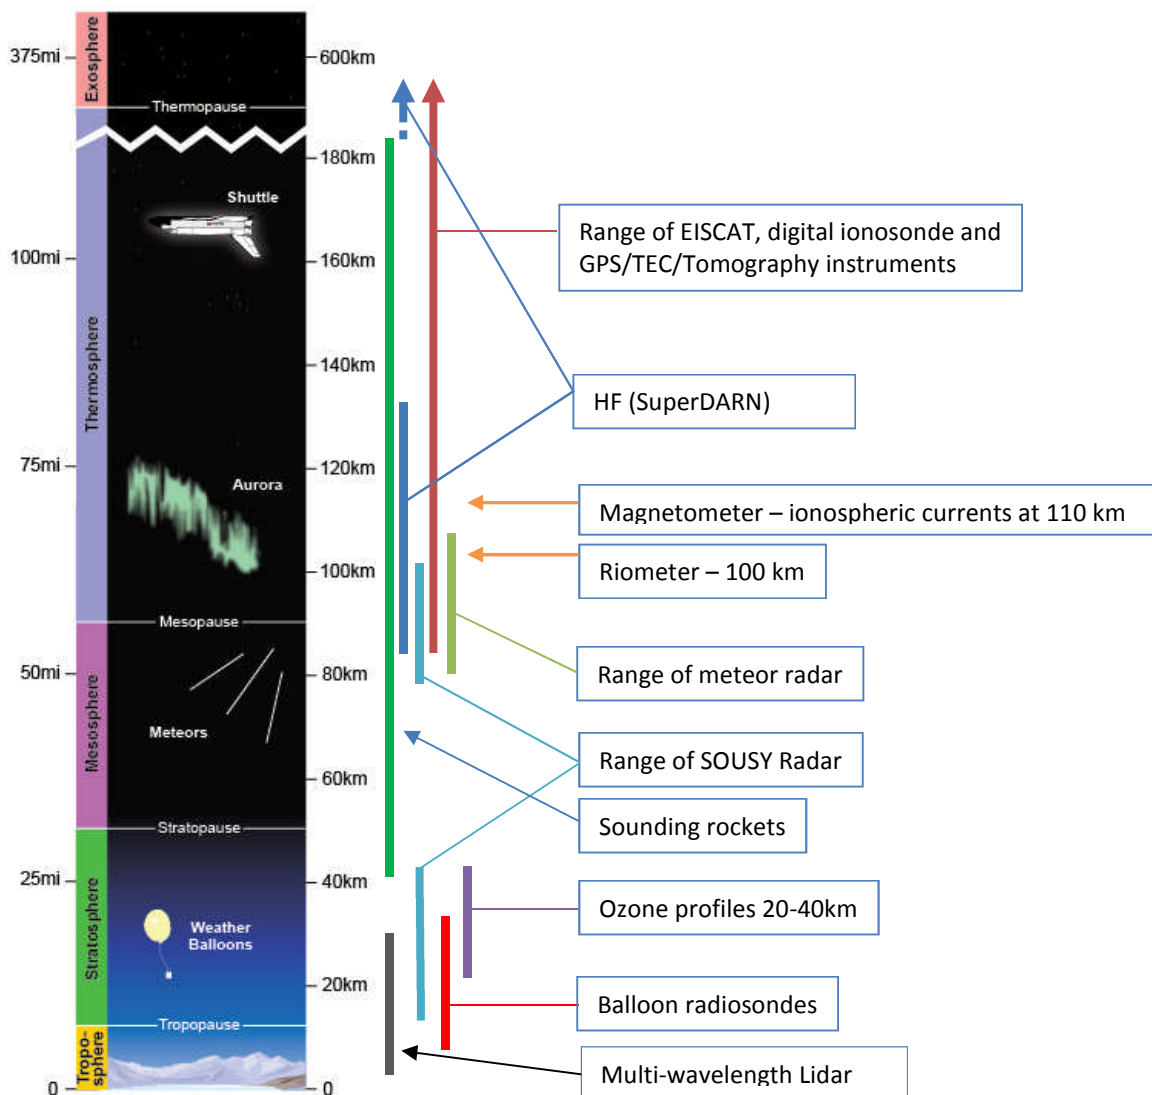 375mi
100mi
75mi
50mi
25mi
0
Exosphere
Thermosphere
Mesosphere
Stratosphere
Tropo-
sphere
Thermopause
Shuttle
Aurora
Mesopause
Meteors
Stratopause
Weather
Balloons
Tropopause
600km
180km
160km
140km
120km
100km
80km
60km
40km
20km
0
Range of EISCAT, digital ionosonde and
GPS/TEC/Tomography instruments
HF (SuperDARN)
Magnetometer – ionospheric currents at 110 km
Riometer – 100 km
Range of meteor radar
Range of SOUSY Radar
Sounding rockets
Ozone profiles 20-40km
Balloon radiosondes
Multi-wavelength Lidar